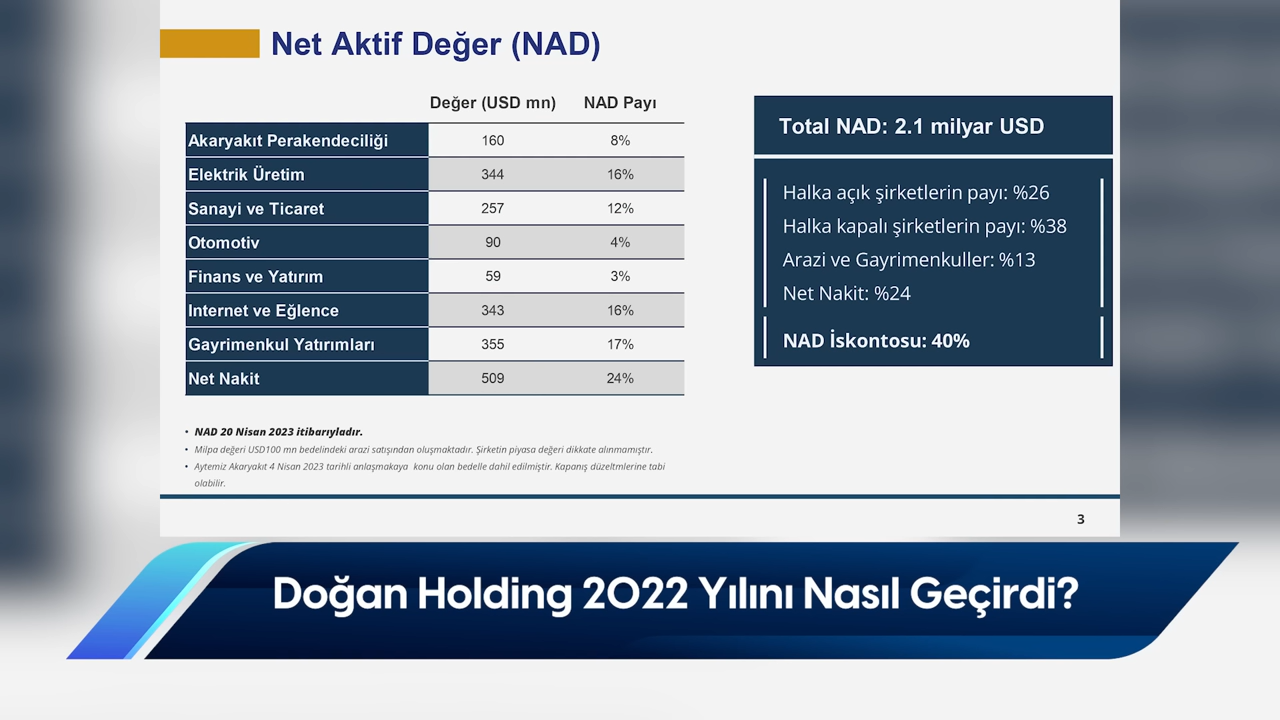 Net Aktif Değer (NAD)
Değer (USD mn) NAD Payı
Akaryakıt Perakendeciliği 160 8%
Elektrik Üretim 344 16%
Sanayi ve Ticaret 257 12%
Otomotiv 90 4%
Finans ve Yatırım 59 3%
Internet ve Eğlence 343 16%
Gayrimenkul Yatırımları 355 17%
Net Nakit 509 24%
Total NAD: 2.1 milyar USD
Halka açık şirketlerin payı: %26
Halka kapalı şirketlerin payı: %38
Arazi ve Gayrimenkuller: %13
Net Nakit: %24
NAD İskontosu: 40%
• NAD 20 Nisan 2023 itibarıyladır.
• Milpa değeri USD100 mn bedelindeki arazi satışından oluşmaktadır. Şirketin piyasa değeri dikkate alınmamıştır.
• Aytemiz Akaryakıt 4 Nisan 2023 tarihli anlaşmakaya konu olan bedelle dahil edilmiştir. Kapanış düzeltmlerine tabi
olabilir.
3
Doğan Holding 2022 Yılını Nasıl Geçirdi?